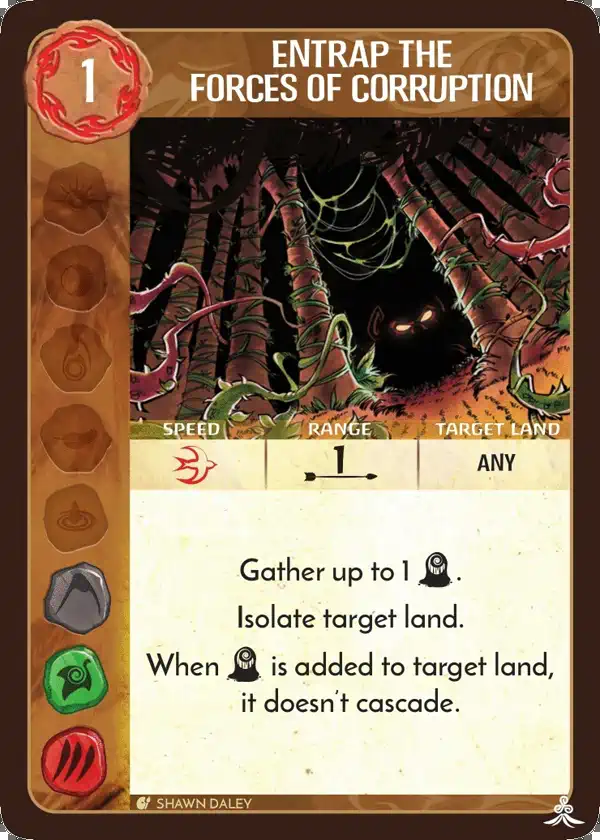 1
ENTRAP THE
FORCES OF CORRUPTION
SPEED RANGE TARGET LAND
1 ANY
Gather up to 1 .
Isolate target land.
When is added to target land,
it doesn't cascade.
SHAWN DALEY